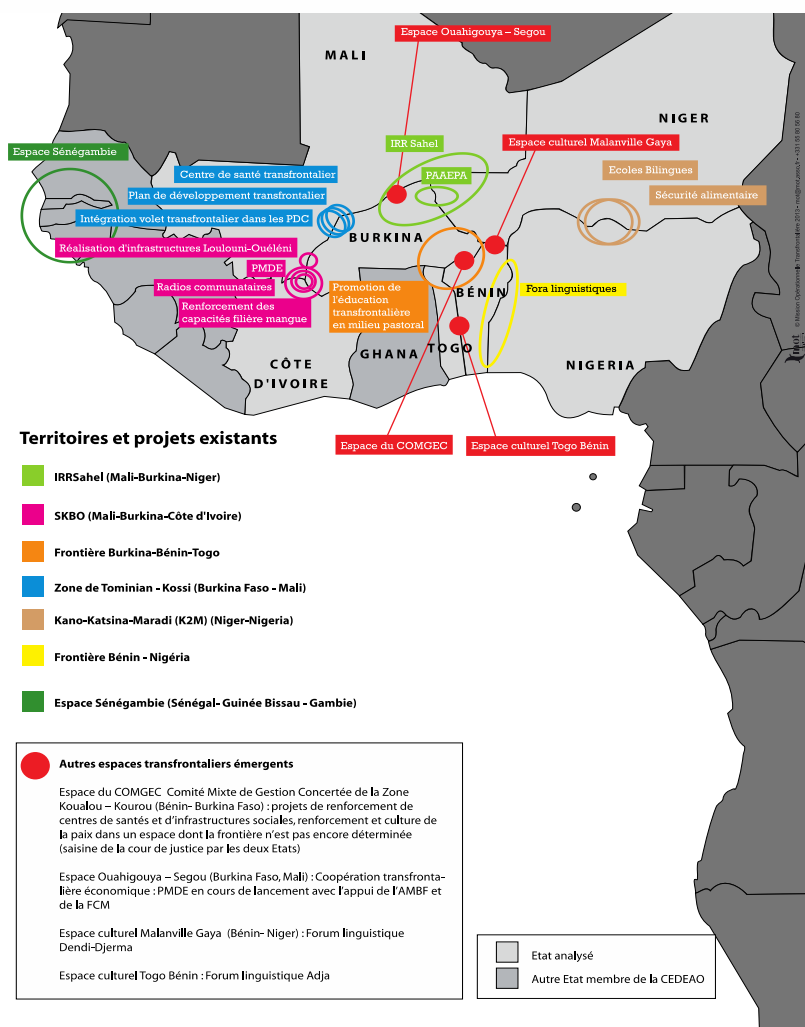 Espace Ouahigouya – Segou
MALI
NIGER
IRR Sahel
Espace culturel Malanville Gaya
Espace Sénégambie
Ecoles Bilingues
Centre de santé transfrontalier
PAAEPA
Plan de développement transfrontalier
Sécurité alimentaire
Intégration volet transfrontalier dans les PDC
BURKINA
Réalisation d'infrastructures Loulouni-Ouéléni
PMDE
Radios communataires
Renforcement des
capacités filière mangue
Promotion de
l'éducation
transfrontalière
en milieu pastoral
BÉNIN
Fora linguistiques
CÔTE
D'IVOIRE
GHANA
TOGO
NIGERIA
Espace du COMGEC
Espace culturel Togo Bénin
mot
Territoires et projets existants
IRRSahel (Mali-Burkina-Niger)
SKBO (Mali-Burkina-Côte d'Ivoire)
Frontière Burkina-Bénin-Togo
Zone de Tominian - Kossi (Burkina Faso - Mali)
Kano-Katsina-Maradi (K2M) (Niger-Nigeria)
Frontière Bénin - Nigéria
Espace Sénégambie (Sénégal- Guinée Bissau - Gambie)
Autres espaces transfrontaliers émergents
Espace du COMGEC  Comité Mixte de Gestion Concertée de la Zone
Koualou – Kourou (Bénin- Burkina Faso) : projets de renforcement de
centres de santés et d'infrastructures sociales, renforcement et culture de
la paix dans un espace dont la frontière n'est pas encore déterminée
(saisine de la cour de justice par les deux Etats)
Espace Ouahigouya – Segou (Burkina Faso, Mali) : Coopération transfronta-
lière économique : PMDE en cours de lancement avec l'appui de l'AMBF et
de la FCM
Espace culturel Malanville Gaya  (Bénin- Niger) : Forum linguistique
Dendi-Djerma
Espace culturel Togo Bénin : Forum linguistique Adja
Etat analysé
Autre Etat membre de la CEDEAO